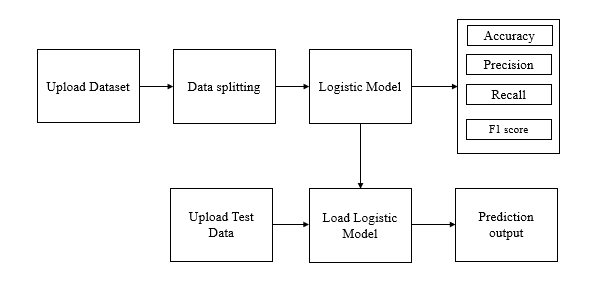 Upload Dataset
Data splitting
Logistic Model
Accuracy
Precision
Recall
F1 score
Upload Test
Data
Load Logistic
Model
Prediction
output